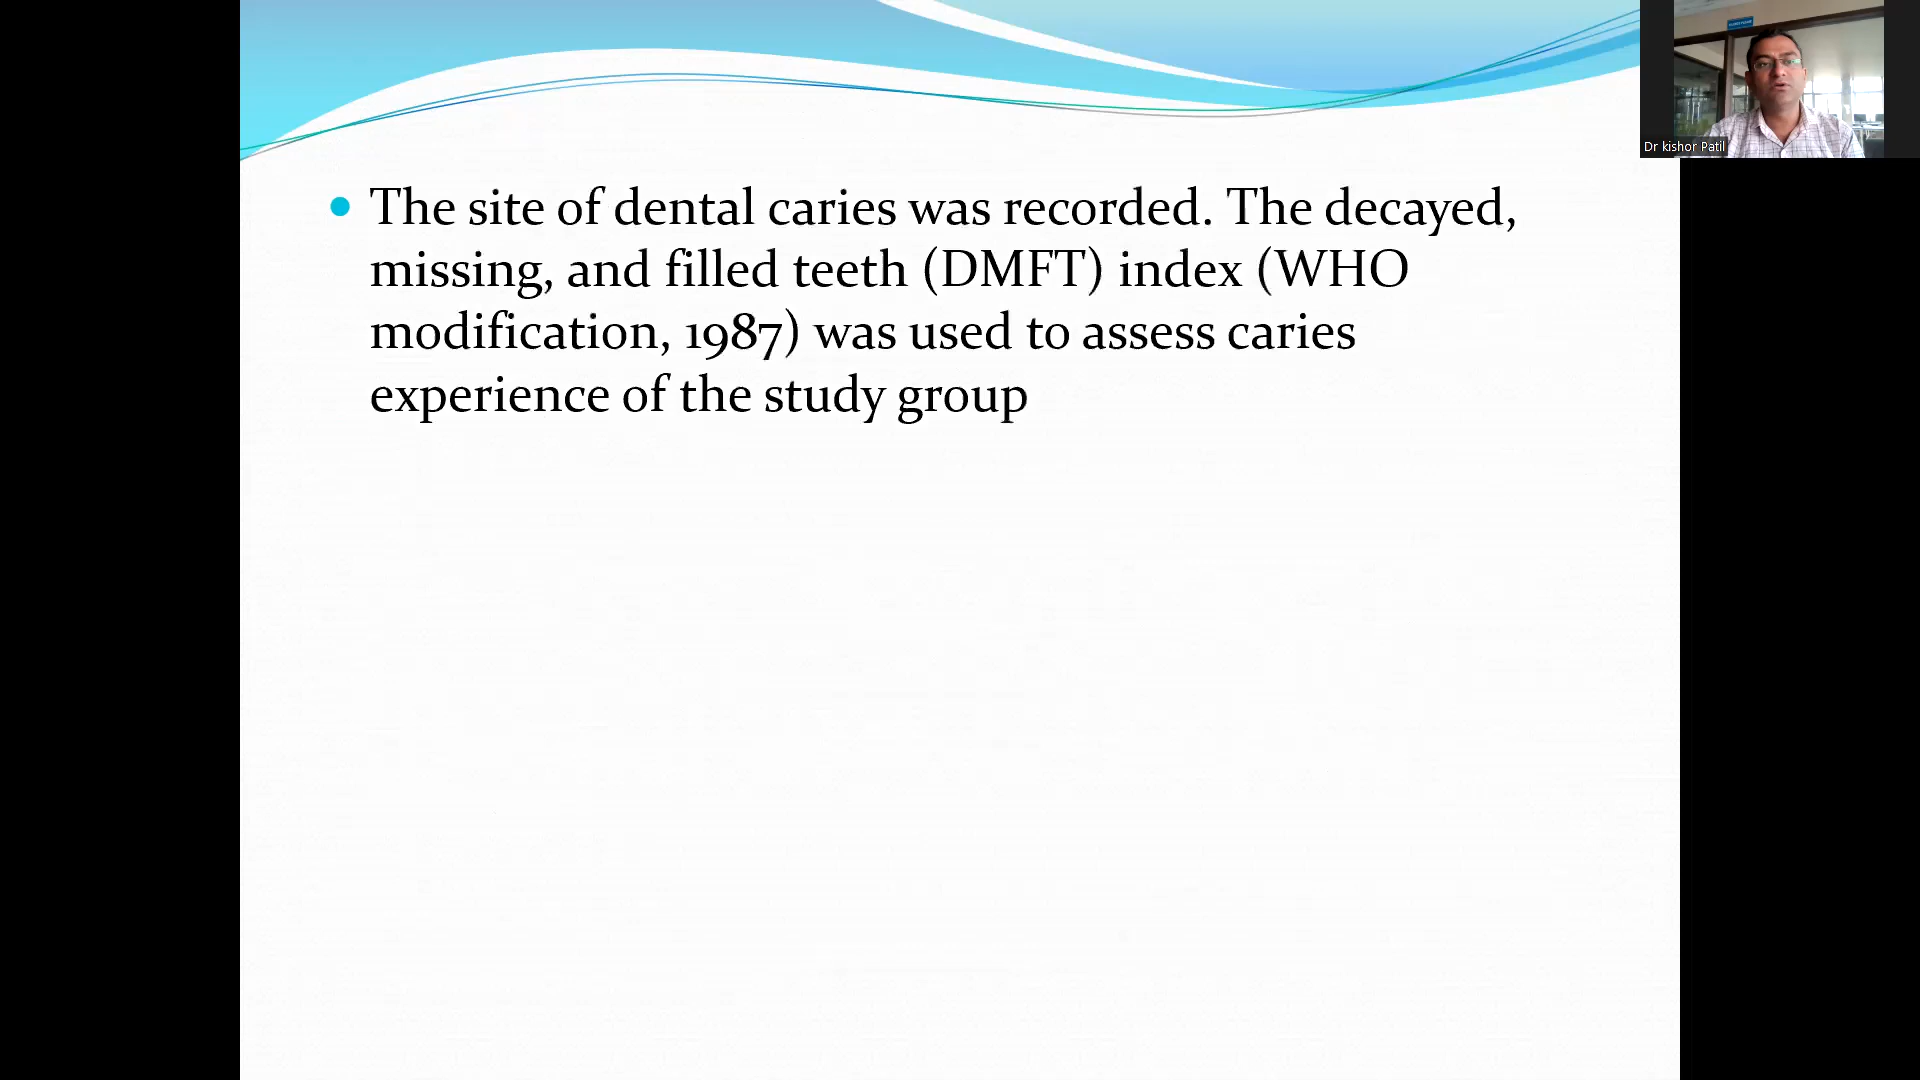 The site of dental caries was recorded. The decayed,
missing, and filled teeth (DMFT) index (WHO
modification, 1987) was used to assess caries
experience of the study group
Dr kishor Patil